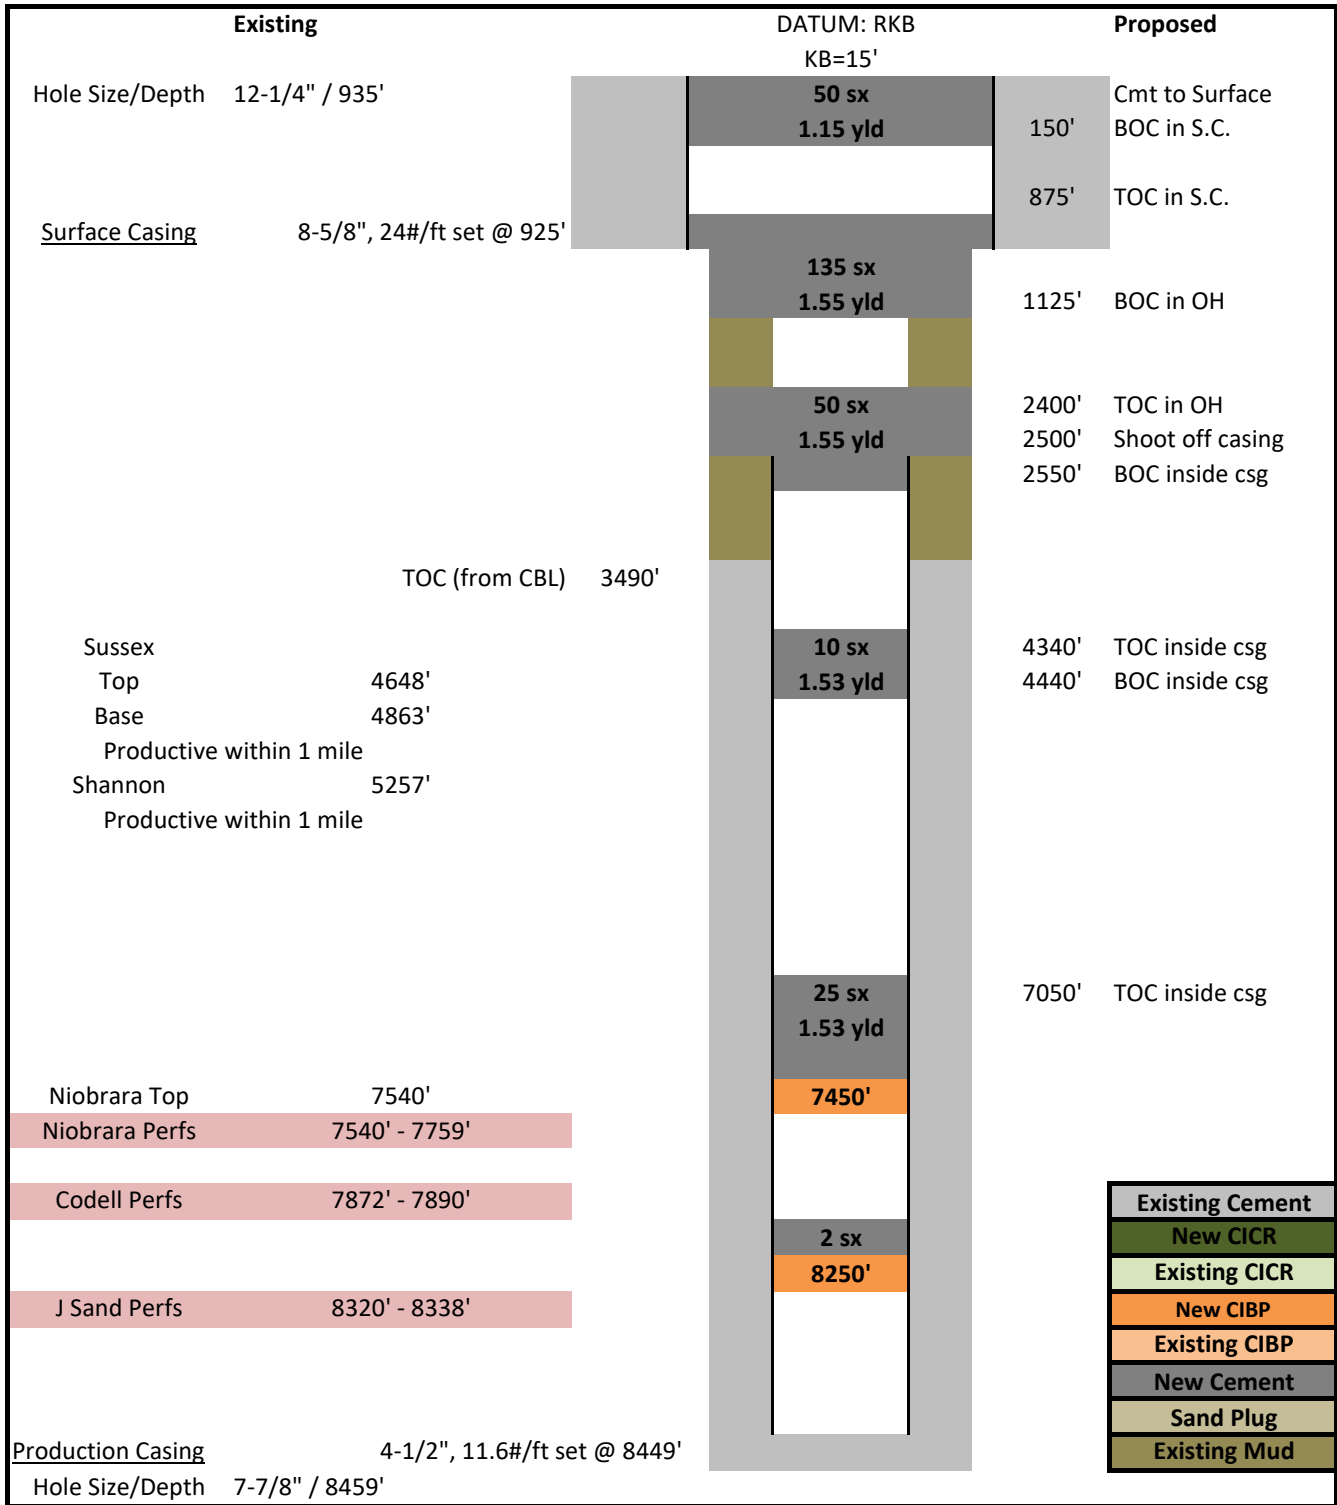 Existing DATUM: RKB Proposed
KB=15'
Hole Size/Depth 12-1/4" / 935' 50 sx Cmt to Surface
1.15 yld 150' BOC in S.C.
875' TOC in S.C.
Surface Casing 8-5/8", 24#/ft set @ 925'
135 sx
1.55 yld 1125' BOC in OH
50 sx 2400' TOC in OH
1.55 yld 2500' Shoot off casing
2550' BOC inside csg
TOC (from CBL) 3490'
Sussex 10 sx 4340' TOC inside csg
Top 4648' 1.53 yld 4440' BOC inside csg
Base 4863'
Productive within 1 mile
Shannon 5257'
Productive within 1 mile
25 sx 7050' TOC inside csg
1.53 yld
Niobrara Top 7540' 7450'
Niobrara Perfs 7540' - 7759'
Codell Perfs 7872' - 7890' Existing Cement
2 sx New CICR
8250' Existing CICR
J Sand Perfs 8320' - 8338' New CIBP
Existing CIBP
New Cement
Sand Plug
Production Casing 4-1/2", 11.6#/ft set @ 8449' Existing Mud
Hole Size/Depth 7-7/8" / 8459'